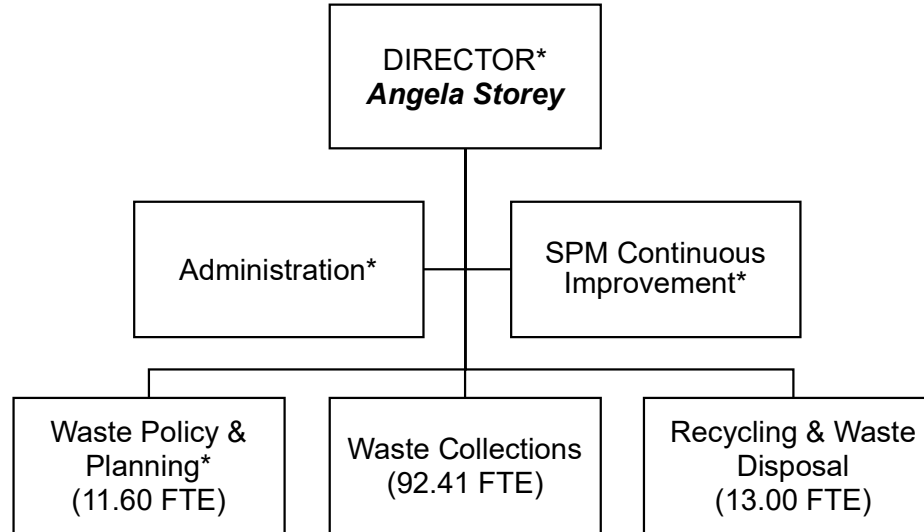 DIRECTOR*
Angela Storey
Administration*
SPM Continuous
Improvement*
Waste Policy &
Planning*
(11.60 FTE)
Waste Collections
(92.41 FTE)
Recycling & Waste
Disposal
(13.00 FTE)